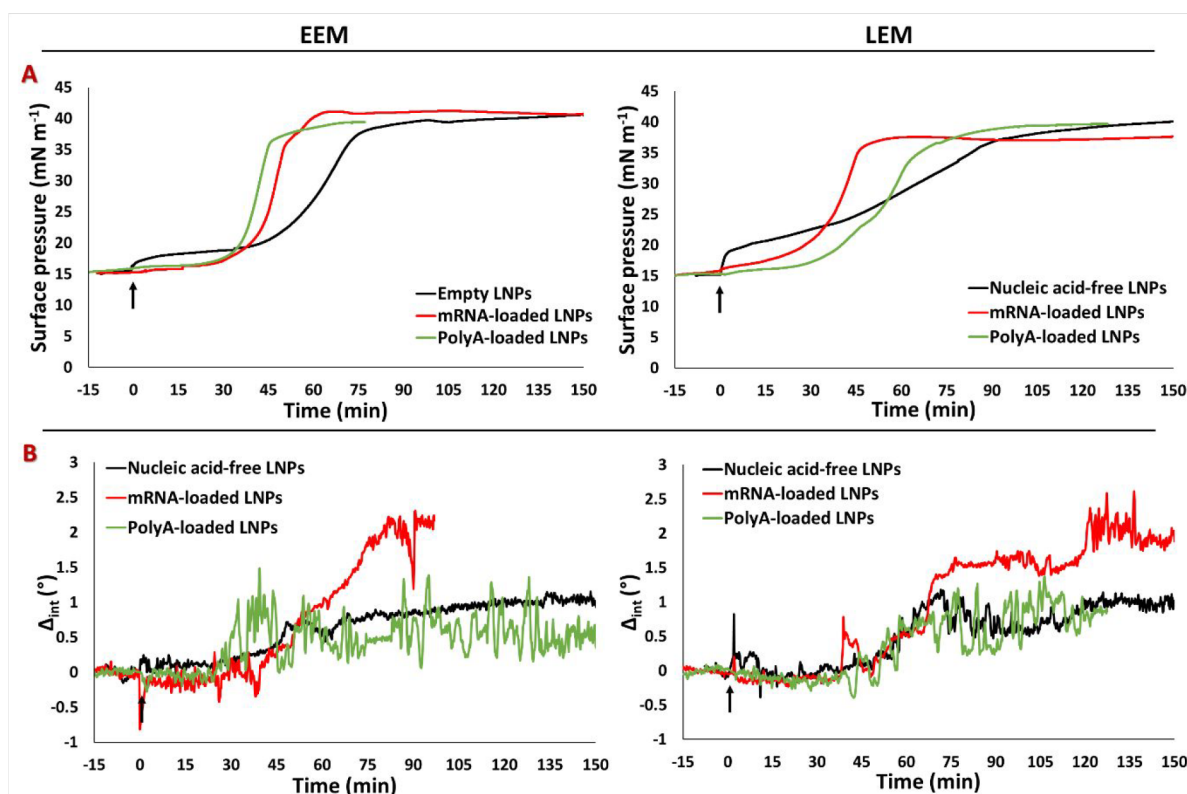 EEM
LEM
A
Surface pressure (mN m⁻¹)
45
40
35
30
25
20
15
10
5
0
-15 0 15 30 45 60 75 90 105 120 135 150
Time (min)
Empty LNPs
mRNA-loaded LNPs
PolyA-loaded LNPs
Surface pressure (mN m⁻¹)
45
40
35
30
25
20
15
10
5
0
-15 0 15 30 45 60 75 90 105 120 135 150
Time (min)
Nucleic acid-free LNPs
mRNA-loaded LNPs
PolyA-loaded LNPs
B
Δint (°)
3
2.5
2
1.5
1
0.5
0
-0.5
-1
-15 0 15 30 45 60 75 90 105 120 135 150
Time (min)
Nucleic acid-free LNPs
mRNA-loaded LNPs
PolyA-loaded LNPs
Δint (°)
3
2.5
2
1.5
1
0.5
0
-0.5
-1
-15 0 15 30 45 60 75 90 105 120 135 150
Time (min)
Nucleic acid-free LNPs
mRNA-loaded LNPs
PolyA-loaded LNPs